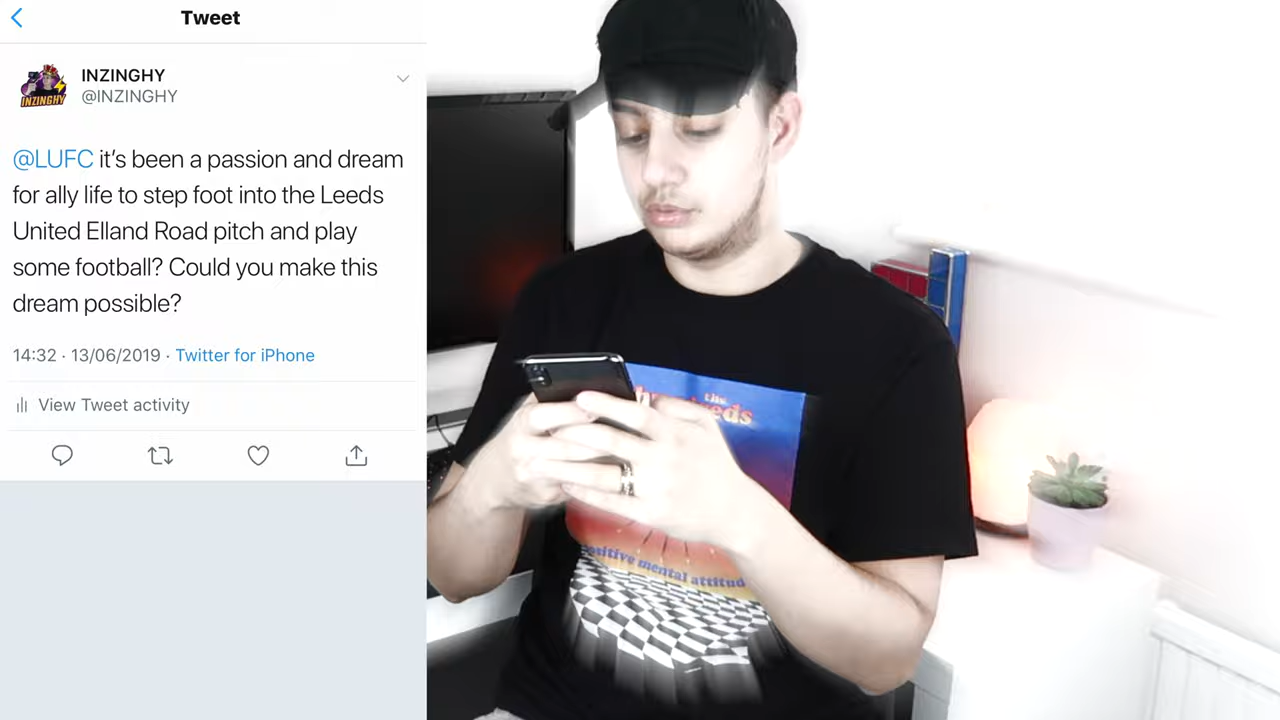 Tweet
INZINGHY
INZINGHY
@INZINGHY
@LUFC it's been a passion and dream
for ally life to step foot into the Leeds
United Elland Road pitch and play
some football? Could you make this
dream possible?
14:32 · 13/06/2019 · Twitter for iPhone
View Tweet activity
the
positive mental attitud